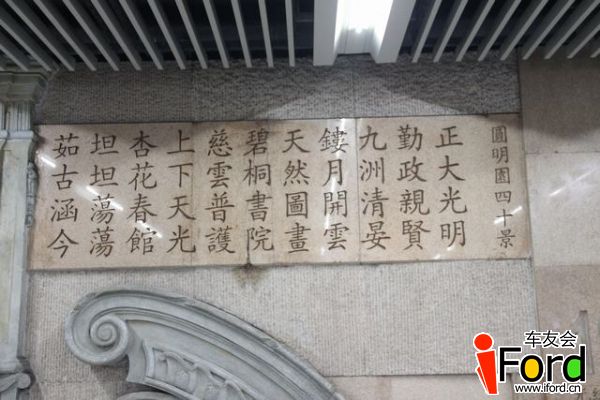 圓明園四十景
正大光明
勤政親賢
九洲清晏
鏤月開雲
天然圖畫
碧桐書院
慈雲普護
上下天光
杏花春館
坦坦蕩蕩
茹古涵今
车友会
iFord
www.iford.cn